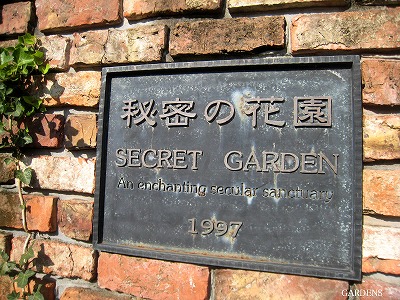 秘密の花園
SECRET GARDEN
An enchanting secular sanctuary
1997
GARDENS